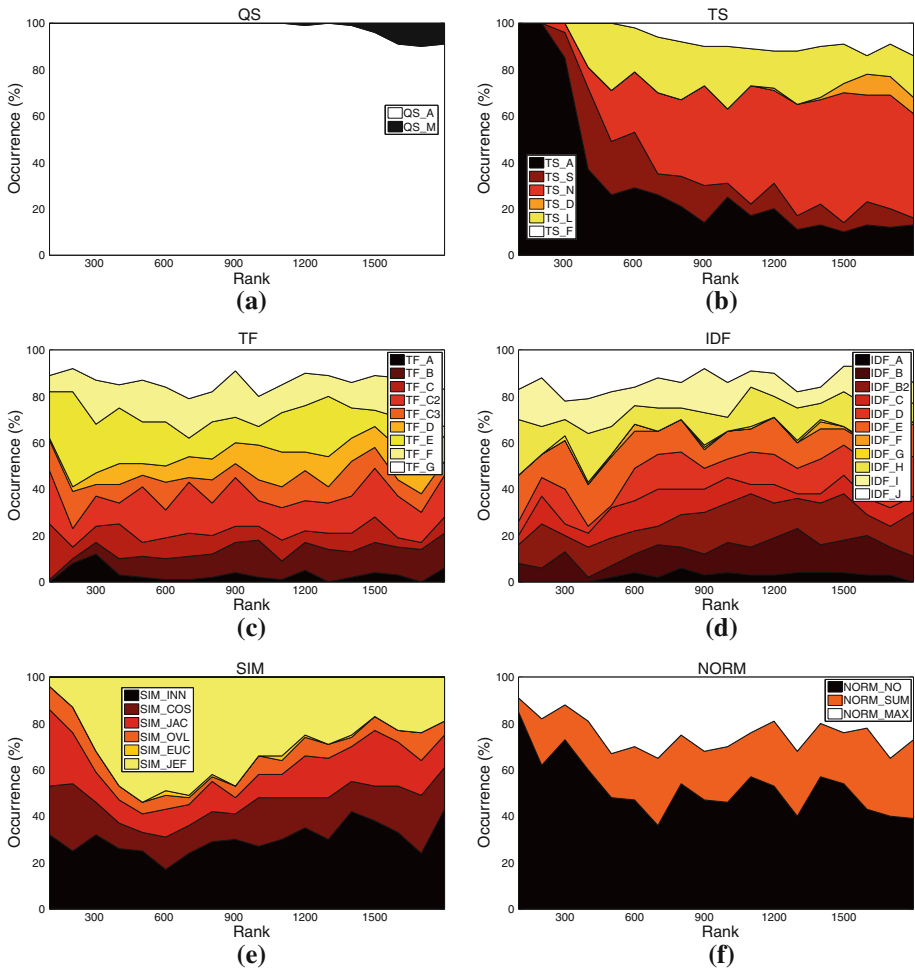 QS
Occurrence (%)
100
80
60
40
20
0
QS_A
QS_M
300
600
900
1200
1500
Rank
(a)
TS
Occurrence (%)
100
80
60
40
20
0
TS_A
TS_S
TS_N
TS_D
TS_L
TS_F
300
600
900
1200
1500
Rank
(b)
TF
Occurrence (%)
100
80
60
40
20
0
TF_A
TF_B
TF_C
TF_C2
TF_C3
TF_D
TF_E
TF_F
TF_G
300
600
900
1200
1500
Rank
(c)
IDF
Occurrence (%)
100
80
60
40
20
0
IDF_A
IDF_B
IDF_B2
IDF_C
IDF_D
IDF_E
IDF_F
IDF_G
IDF_H
IDF_I
IDF_J
300
600
900
1200
1500
Rank
(d)
SIM
Occurrence (%)
100
80
60
40
20
0
SIM_INN
SIM_COS
SIM_JAC
SIM_OVL
SIM_EUC
SIM_JEF
300
600
900
1200
1500
Rank
(e)
NORM
Occurrence (%)
100
80
60
40
20
0
NORM_NO
NORM_SUM
NORM_MAX
300
600
900
1200
1500
Rank
(f)